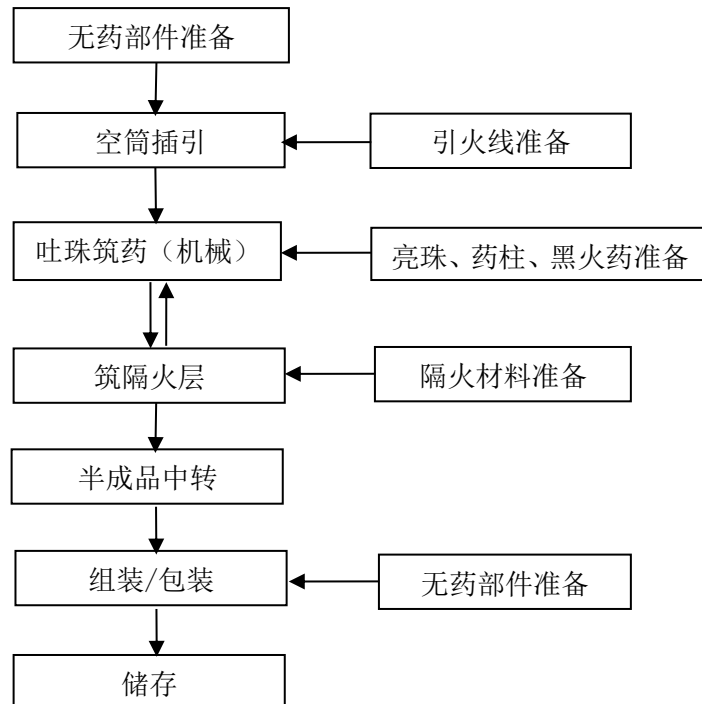 无药部件准备
空筒插引
引火线准备
吐珠筑药（机械）
亮珠、药柱、黑火药准备
筑隔火层
隔火材料准备
半成品中转
组装/包装
无药部件准备
储存